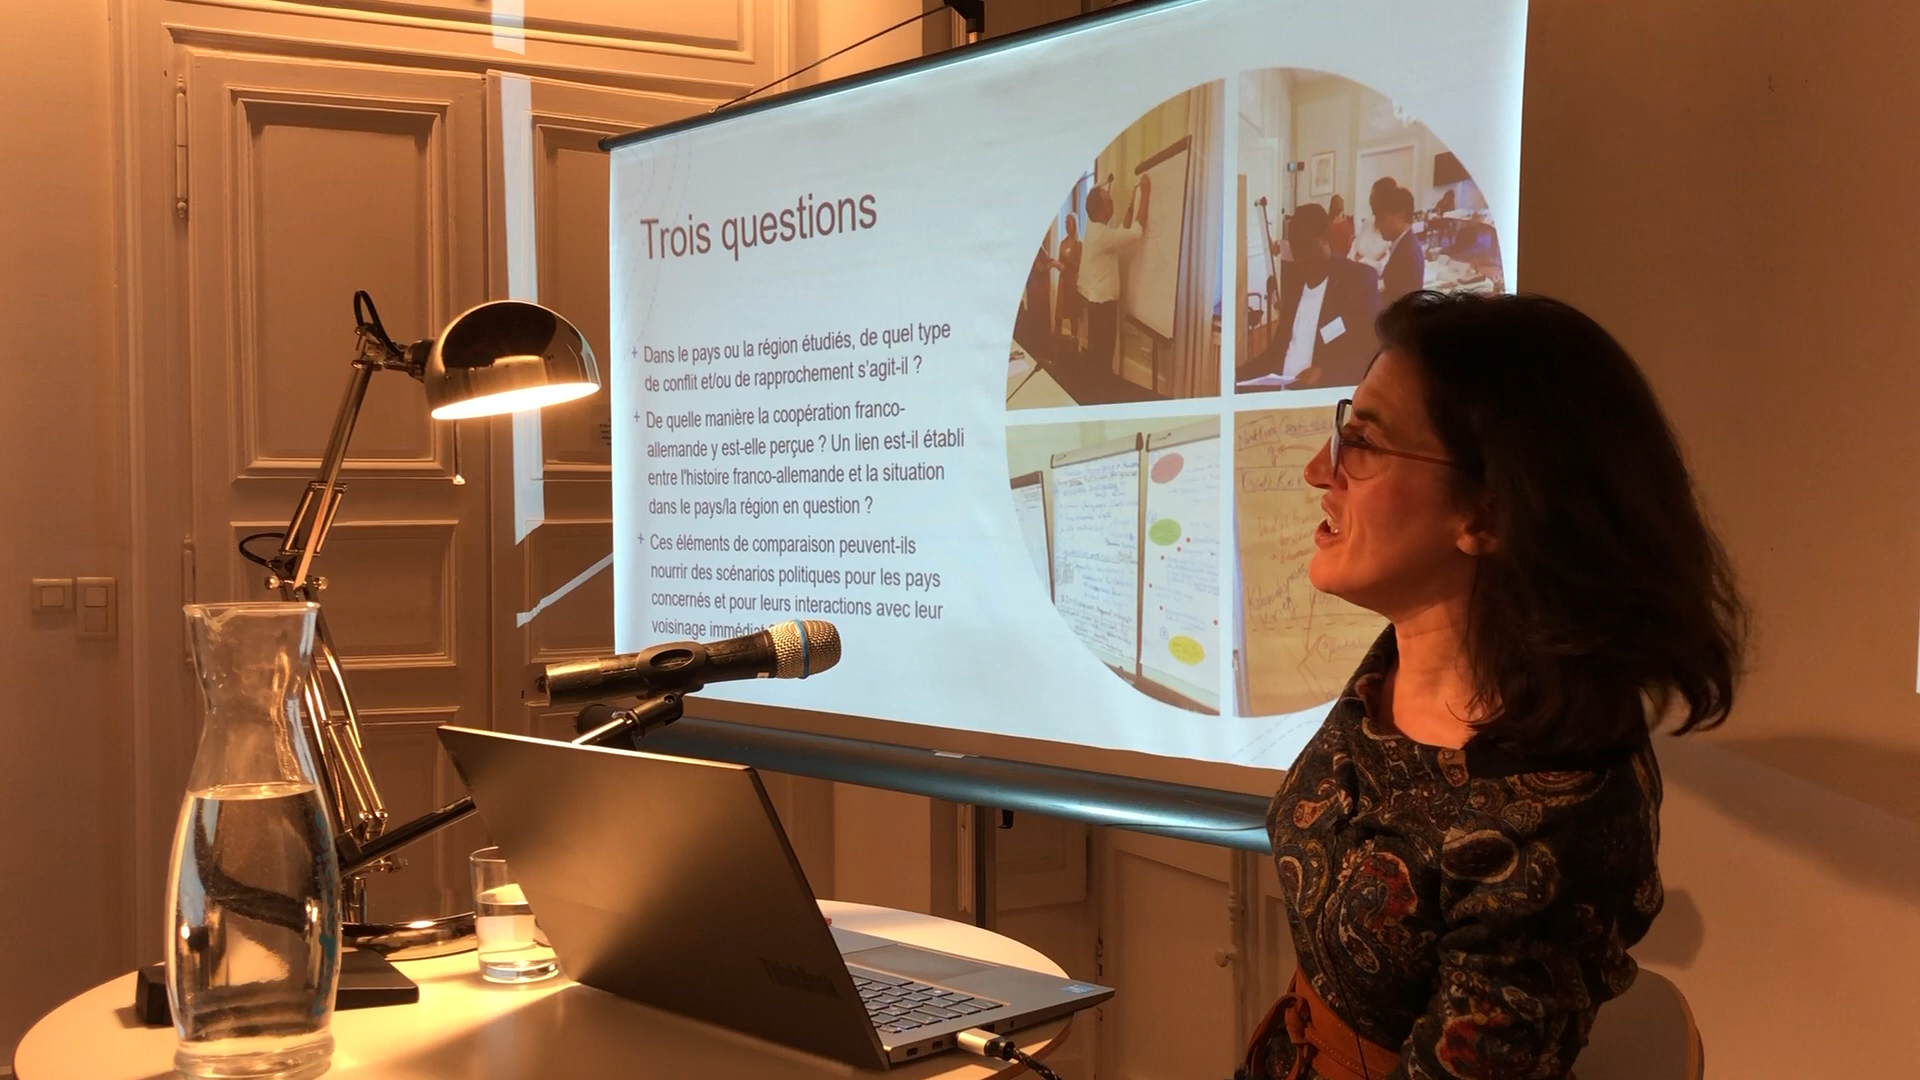 Trois questions
+ Dans le pays ou la région étudiés, de quel type
de conflit et/ou de rapprochement s'agit-il ?
+ De quelle manière la coopération franco-
allemande y est-elle perçue ? Un lien est-il établi
entre l'histoire franco-allemande et la situation
dans le pays/la région en question ?
+ Ces éléments de comparaison peuvent-ils
nourrir des scénarios politiques pour les pays
concernés et pour leurs interactions avec leur
voisinage immédiat